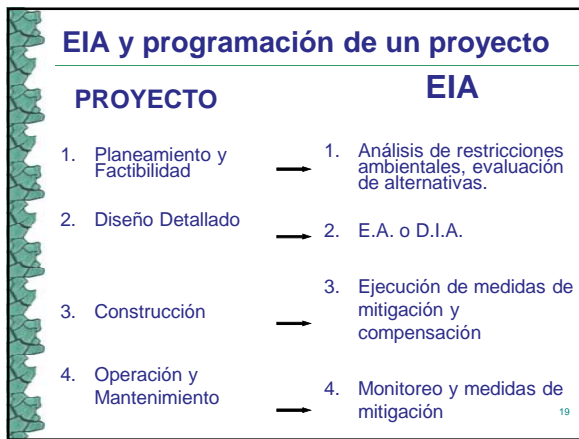 EIA y programación de un proyecto
PROYECTO
EIA
1. Planeamiento y
Factibilidad
1. Análisis de restricciones
ambientales, evaluación
de alternativas.
2. Diseño Detallado
2. E.A. o D.I.A.
3. Construcción
3. Ejecución de medidas de
mitigación y
compensación
4. Operación y
Mantenimiento
4. Monitoreo y medidas de
mitigación
19